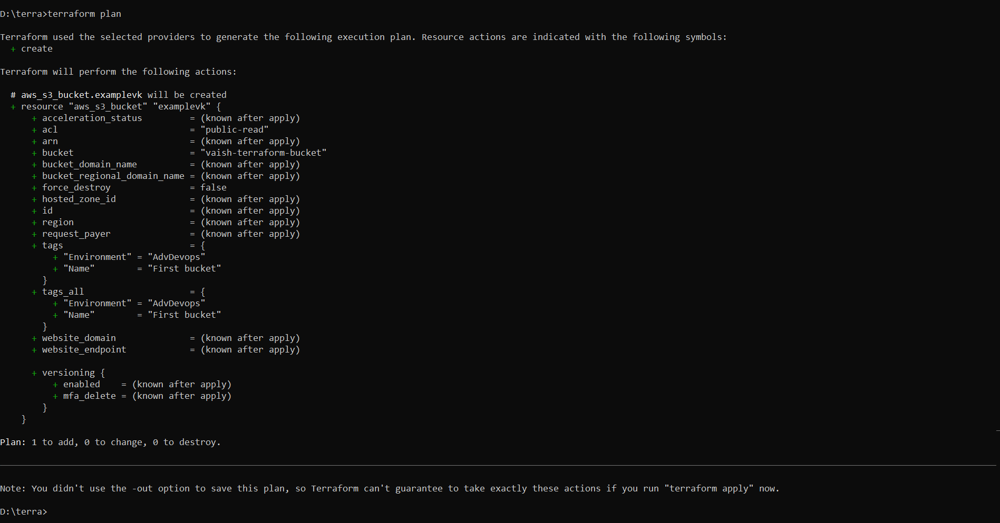 D:\terra>terraform plan
Terraform used the selected providers to generate the following execution plan. Resource actions are indicated with the following symbols:
  + create
Terraform will perform the following actions:
  # aws_s3_bucket.examplevk will be created
  + resource "aws_s3_bucket" "examplevk" {
      + acceleration_status         = (known after apply)
      + acl                         = "public-read"
      + arn                         = (known after apply)
      + bucket                      = "vaish-terraform-bucket"
      + bucket_domain_name          = (known after apply)
      + bucket_regional_domain_name = (known after apply)
      + force_destroy               = false
      + hosted_zone_id              = (known after apply)
      + id                          = (known after apply)
      + region                      = (known after apply)
      + request_payer               = (known after apply)
      + tags                        = {
          + "Environment" = "AdvDevops"
          + "Name"        = "First bucket"
        }
      + tags_all                    = {
          + "Environment" = "AdvDevops"
          + "Name"        = "First bucket"
        }
      + website_domain              = (known after apply)
      + website_endpoint            = (known after apply)
      + versioning {
          + enabled    = (known after apply)
          + mfa_delete = (known after apply)
        }
    }
Plan: 1 to add, 0 to change, 0 to destroy.
Note: You didn't use the -out option to save this plan, so Terraform can't guarantee to take exactly these actions if you run "terraform apply" now.
D:\terra>